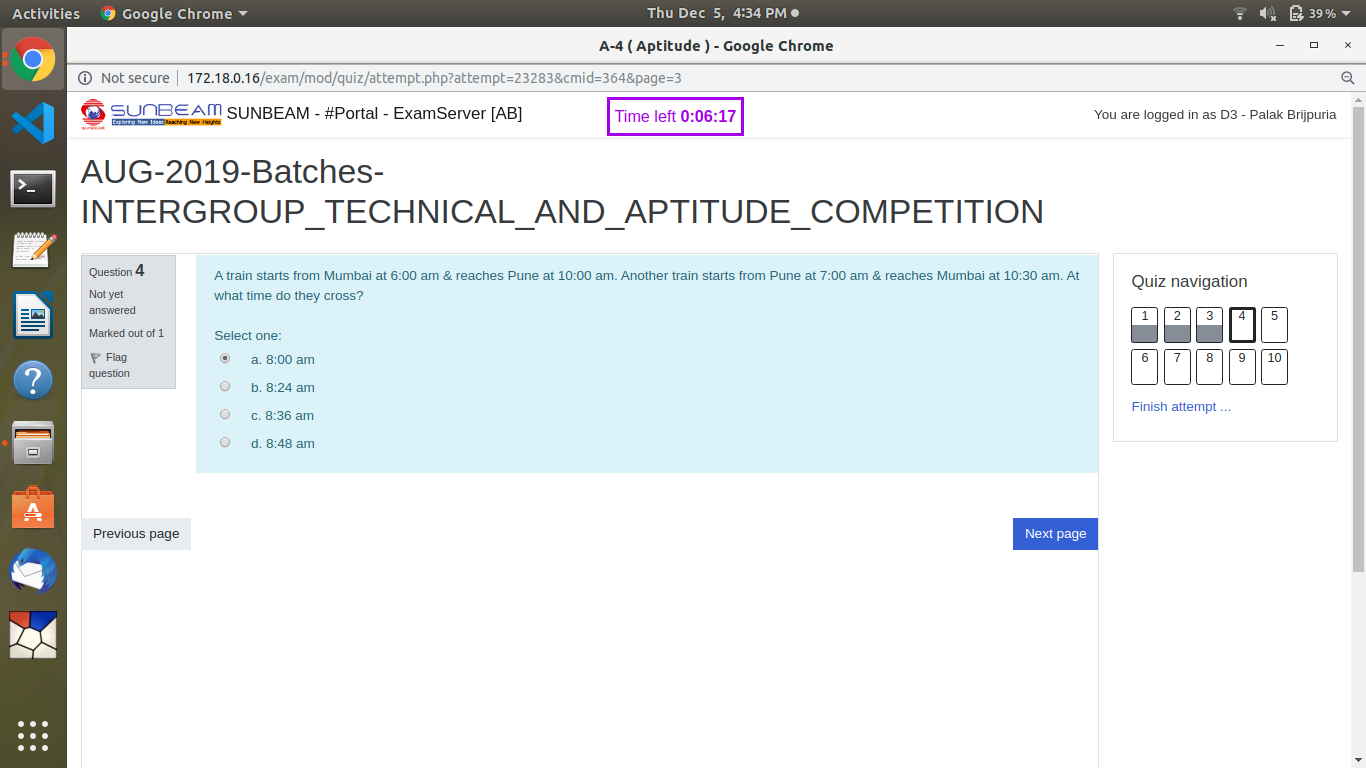 Activities Google Chrome Thu Dec 5, 4:34 PM 39 %
A-4 ( Aptitude ) - Google Chrome
Not secure 172.18.0.16/exam/mod/quiz/attempt.php?attempt=23283&cmid=364&page=3
SUNBEAM SUNBEAM - #Portal - ExamServer [AB] Time left 0:06:17 You are logged in as D3 - Palak Brijpuria
Exploring New Ideas Reaching New Heights
SUNBEAM
AUG-2019-Batches-
INTERGROUP_TECHNICAL_AND_APTITUDE_COMPETITION
Question 4
Not yet
answered
Marked out of 1
Flag
question
A train starts from Mumbai at 6:00 am & reaches Pune at 10:00 am. Another train starts from Pune at 7:00 am & reaches Mumbai at 10:30 am. At
what time do they cross?
Select one:
a. 8:00 am
b. 8:24 am
c. 8:36 am
d. 8:48 am
Previous page Next page
Quiz navigation
1 2 3 4 5
6 7 8 9 10
Finish attempt ...